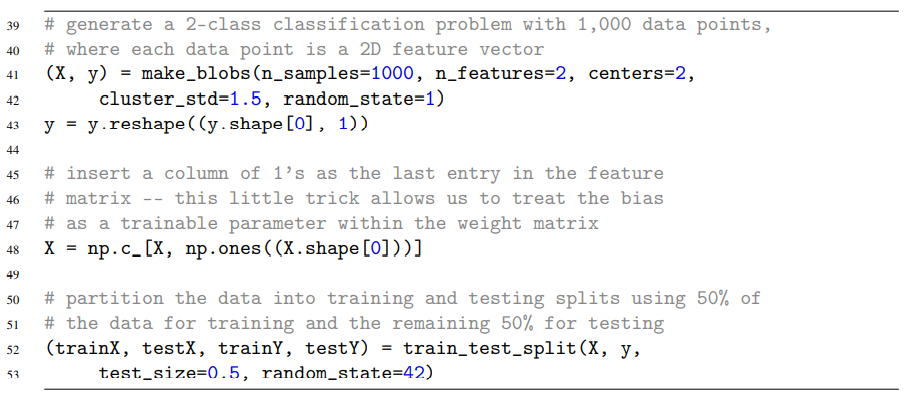 39 # generate a 2-class classification problem with 1,000 data points,
40 # where each data point is a 2D feature vector
41 (X, y) = make_blobs(n_samples=1000, n_features=2, centers=2,
42 cluster_std=1.5, random_state=1)
43 y = y.reshape((y.shape[0], 1))
44
45 # insert a column of 1’s as the last entry in the feature
46 # matrix -- this little trick allows us to treat the bias
47 # as a trainable parameter within the weight matrix
48 X = np.c_[X, np.ones((X.shape[0]))]
49
50 # partition the data into training and testing splits using 50% of
51 # the data for training and the remaining 50% for testing
52 (trainX, testX, trainY, testY) = train_test_split(X, y,
53 test_size=0.5, random_state=42)